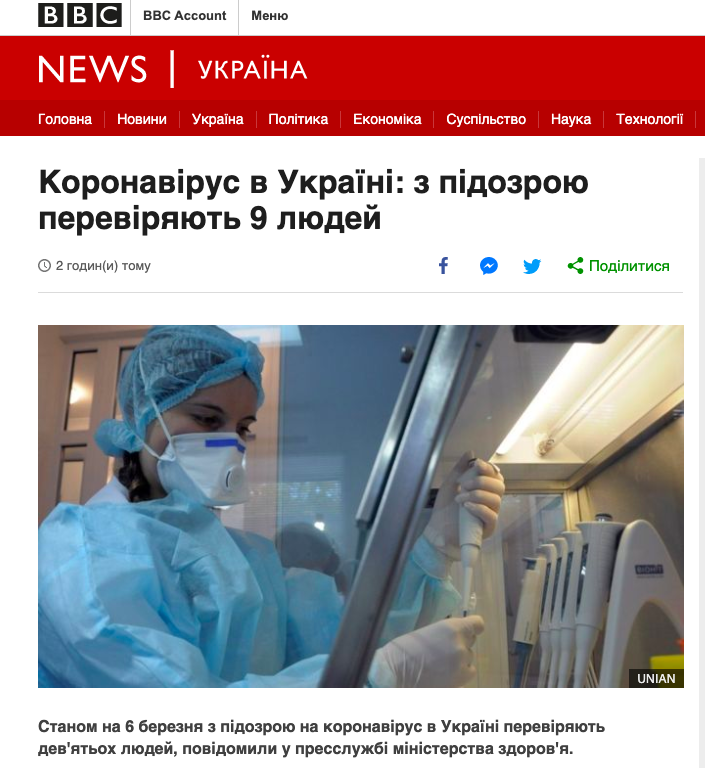 BBC BBC Account Меню
NEWS | УКРАЇНА
Головна Новини Україна Політика Економіка Суспільство Наука Технології
Коронавірус в Україні: з підозрою
перевіряють 9 людей
2 годин(и) тому Поділитися
BIOHIT
UNIAN
Станом на 6 березня з підозрою на коронавірус в Україні перевіряють
дев'ятьох людей, повідомили у пресслужбі міністерства здоров'я.